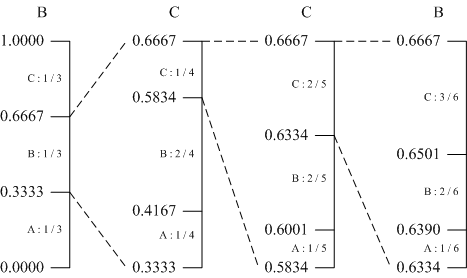 B C C B
1.0000 0.6667 0.6667 0.6667
C : 1 / 3 C : 1 / 4 C : 2 / 5 C : 3 / 6
0.5834
0.6667 0.6334
B : 1 / 3 B : 2 / 4 0.6501
B : 2 / 5 B : 2 / 6
0.3333 0.4167
0.6001 0.6390
A : 1 / 3 A : 1 / 4 A : 1 / 5 A : 1 / 6
0.0000 0.3333 0.5834 0.6334